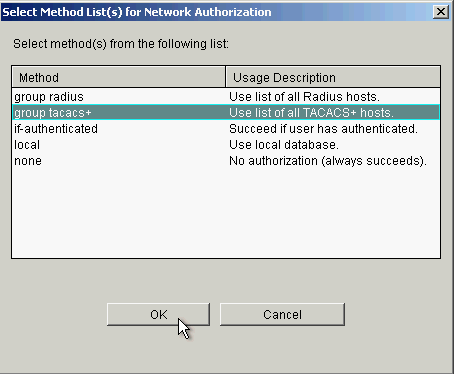 Select Method List(s) for Network Authorization
Select method(s) from the following list:
Method Usage Description
group radius Use list of all Radius hosts.
group tacacs+ Use list of all TACACS+ hosts.
if-authenticated Succeed if user has authenticated.
local Use local database.
none No authorization (always succeeds).
OK Cancel